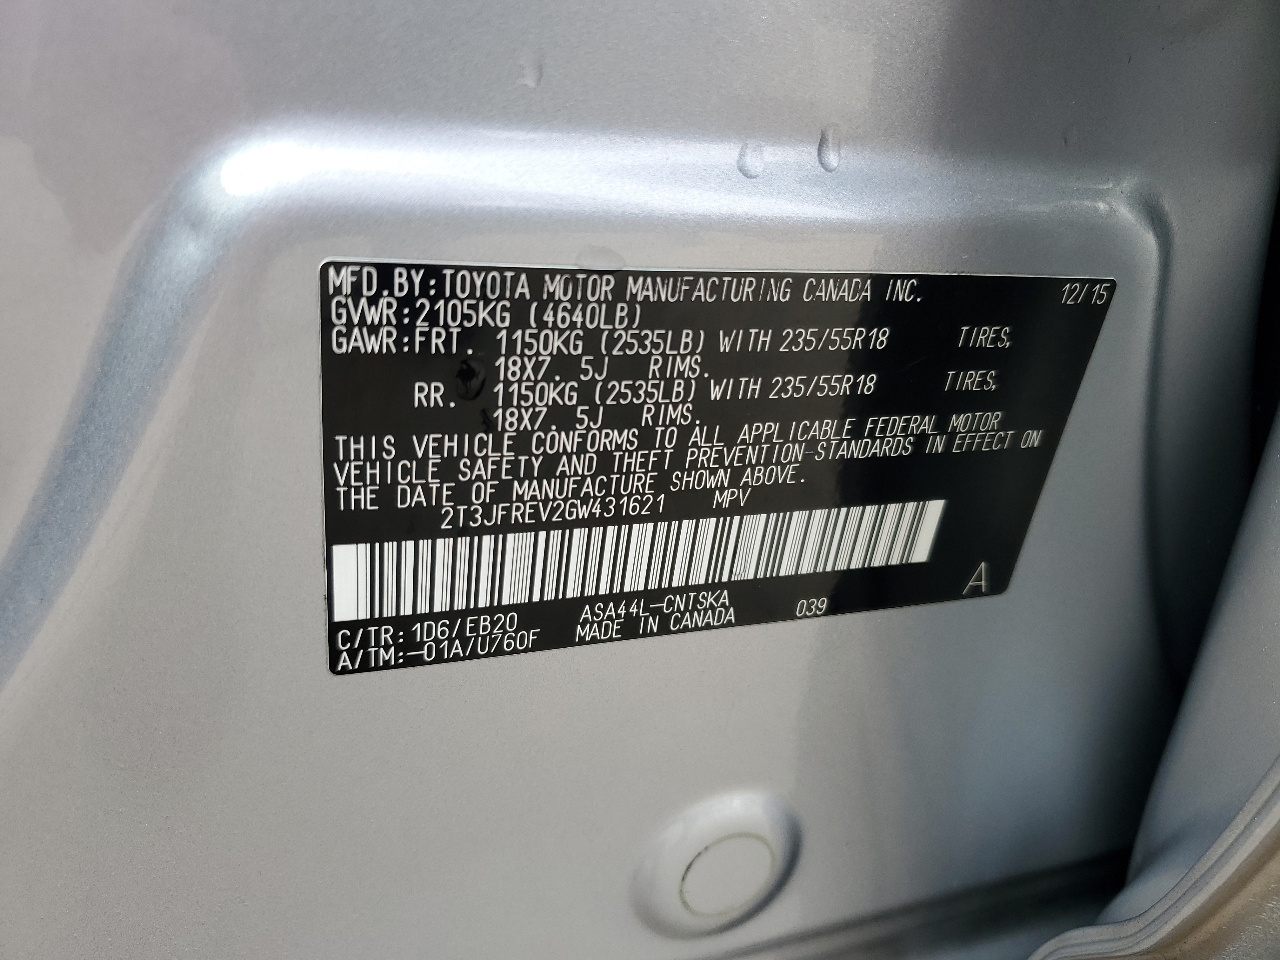 MFD.BY:TOYOTA MOTOR MANUFACTURING CANADA INC. 12/15
GVWR:2105KG (4640LB)
GAWR:FRT. 1150KG (2535LB) WITH 235/55R18 TIRES,
18X7. 5J RIMS.
RR. 1150KG (2535LB) WITH 235/55R18 TIRES,
18X7. 5J RIMS.
THIS VEHICLE CONFORMS TO ALL APPLICABLE FEDERAL MOTOR
VEHICLE SAFETY AND THEFT PREVENTION STANDARDS IN EFFECT ON
THE DATE OF MANUFACTURE SHOWN ABOVE.
2T3JFREV2GW431621 MPV
A
C/TR: 1D6/EB20 ASA44L-CNTSKA 039
A/TM:-01A/U760F MADE IN CANADA